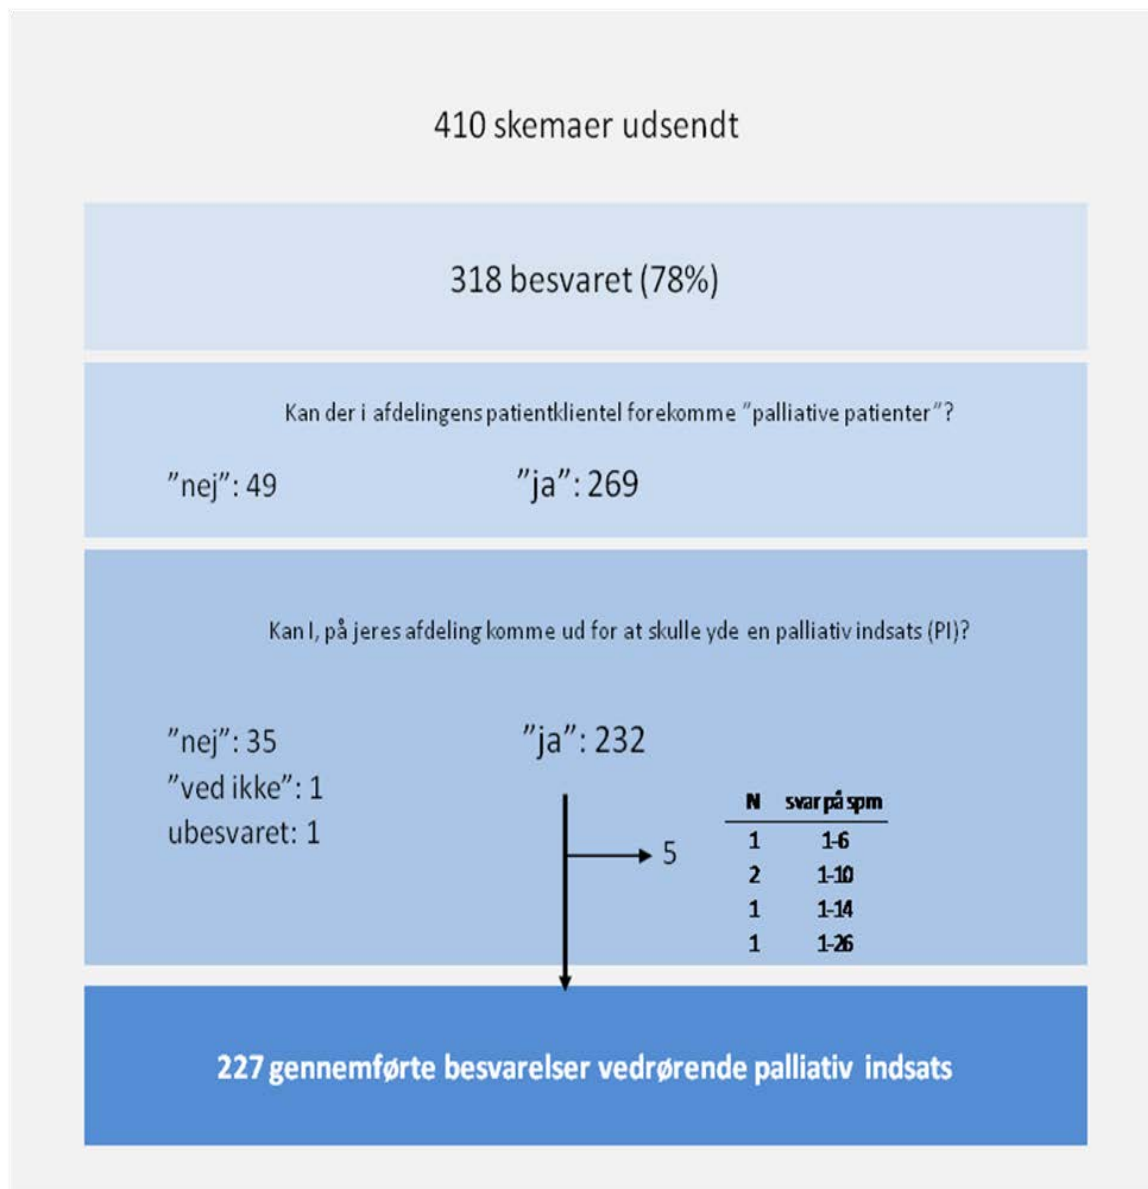 410 skemaer udsendt
318 besvaret (78%)
Kan der i afdelingens patientklientel forekomme ”palliative patienter”?
”nej”: 49 ”ja”: 269
Kan I, på jeres afdeling komme ud for at skulle yde en palliativ indsats (PI)?
”nej”: 35 ”ja”: 232
”ved ikke”: 1
ubesvaret: 1
5
N svar på spm
1 1-6
2 1-10
1 1-14
1 1-26
227 gennemførte besvarelser vedrørende palliativ indsats